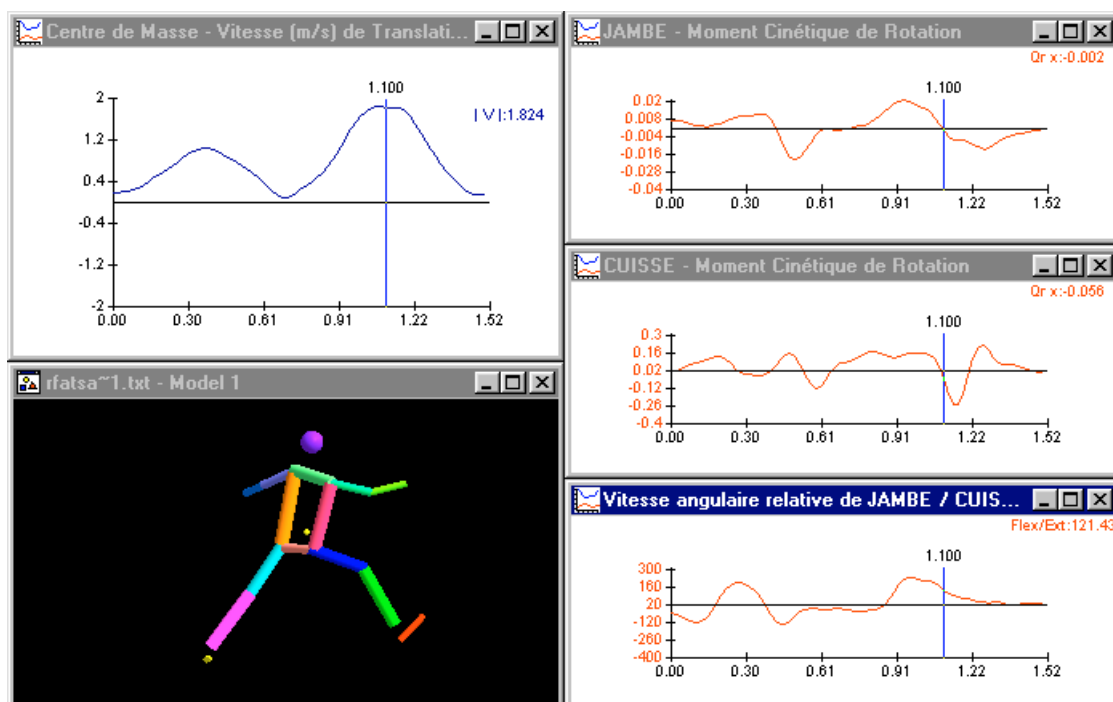 Centre de Masse - Vitesse (m/s) de Translati...
1.100
|V|:1.824
2
1.2
0.4
-0.4
-1.2
-2
0.00 0.30 0.61 0.91 1.22 1.52
rfatsa~1.txt - Model 1
JAMBE - Moment Cinétique de Rotation
Qr x:-0.002
1.100
0.02
0.008
-0.004
-0.016
-0.028
-0.04
0.00 0.30 0.61 0.91 1.22 1.52
CUISSE - Moment Cinétique de Rotation
Qr x:-0.056
1.100
0.3
0.16
0.02
-0.12
-0.26
-0.4
0.00 0.30 0.61 0.91 1.22 1.52
Vitesse angulaire relative de JAMBE / CUIS...
Flex/Ext:121.43
1.100
300
160
20
-120
-260
-400
0.00 0.30 0.61 0.91 1.22 1.52